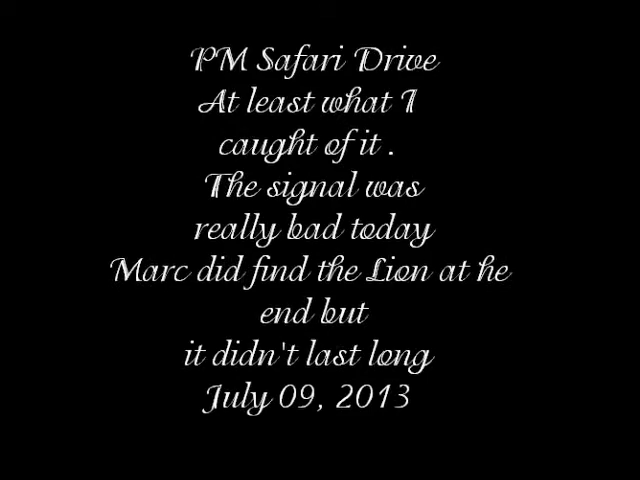 PM Safari Drive
At least what I
caught of it .
The signal was
really bad today
Marc did find the Lion at he
end but
it didn't last long
July 09, 2013